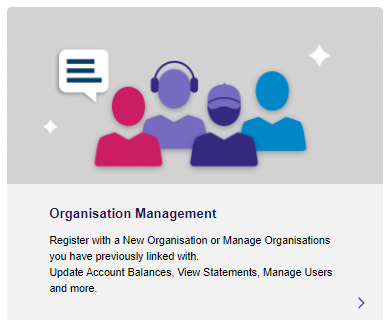 Organisation Management
Register with a New Organisation or Manage Organisations
you have previously linked with.
Update Account Balances, View Statements, Manage Users
and more.